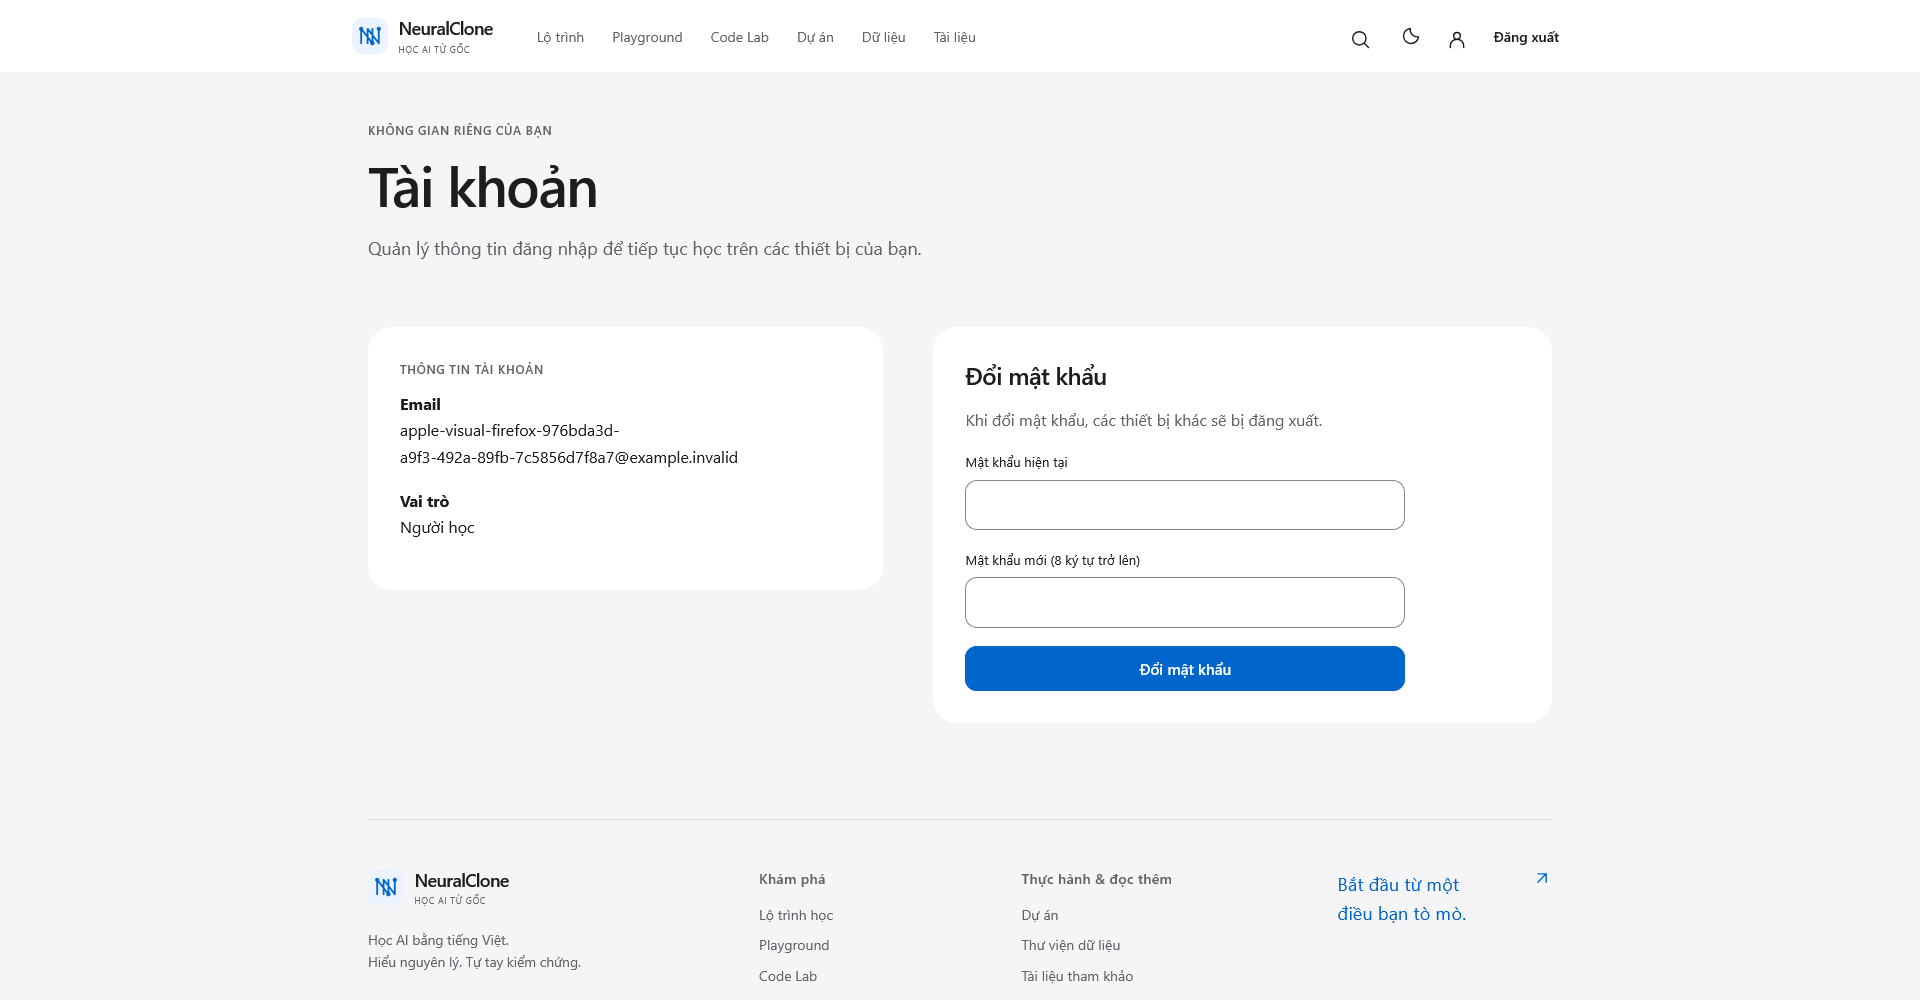 NeuralClone
HỌC AI TỪ GỐC
Lộ trình
Playground
Code Lab
Dự án
Dữ liệu
Tài liệu
Đăng xuất
KHÔNG GIAN RIÊNG CỦA BẠN
Tài khoản
Quản lý thông tin đăng nhập để tiếp tục học trên các thiết bị của bạn.
THÔNG TIN TÀI KHOẢN
Email
apple-visual-firefox-976bda3d-
a9f3-492a-89fb-7c5856d7f8a7@example.invalid
Vai trò
Người học
Đổi mật khẩu
Khi đổi mật khẩu, các thiết bị khác sẽ bị đăng xuất.
Mật khẩu hiện tại
Mật khẩu mới (8 ký tự trở lên)
Đổi mật khẩu
NeuralClone
HỌC AI TỪ GỐC
Học AI bằng tiếng Việt.
Hiểu nguyên lý. Tự tay kiểm chứng.
Khám phá
Lộ trình học
Playground
Code Lab
Thực hành & đọc thêm
Dự án
Thư viện dữ liệu
Tài liệu tham khảo
Bắt đầu từ một
điều bạn tò mò.